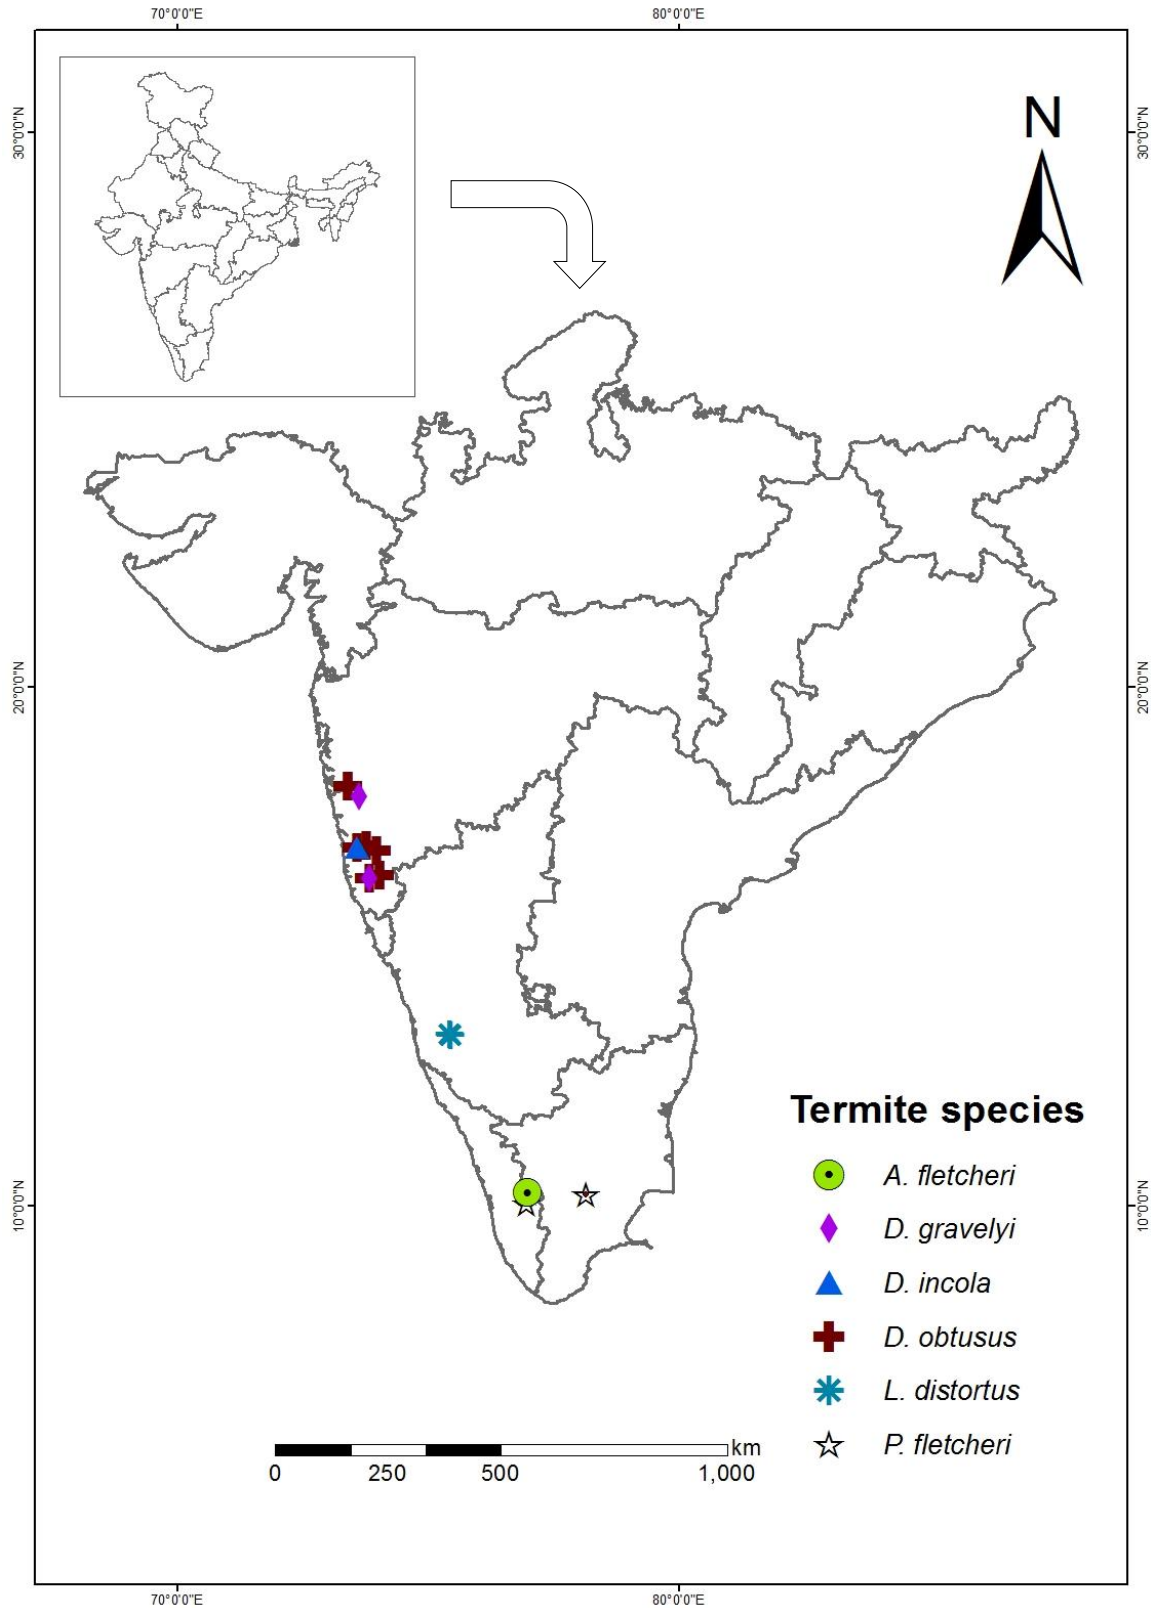 70°0'0"E
80°0'0"E
30°0'0"N
30°0'0"N
N
20°0'0"N
20°0'0"N
Termite species
A. fletcheri
D. gravelyi
D. incola
D. obtusus
L. distortus
P. fletcheri
10°0'0"N
10°0'0"N
km
0 250 500 1,000
70°0'0"E
80°0'0"E